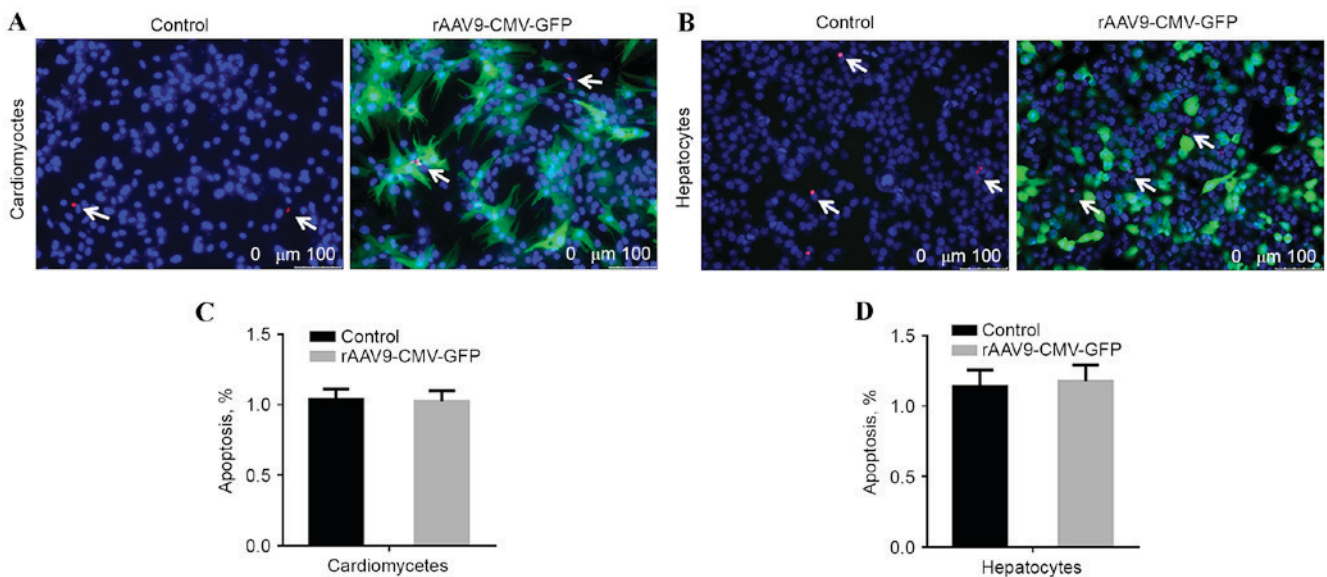 A
Control
rAAV9-CMV-GFP
Cardiomyoctes
0 μm 100
0 μm 100
B
Control
rAAV9-CMV-GFP
Hepatocytes
0 μm 100
0 μm 100
C
Control
rAAV9-CMV-GFP
Apoptosis, %
1.5
1.0
0.5
0.0
Cardiomycetes
D
Control
rAAV9-CMV-GFP
Apoptosis, %
1.5
1.0
0.5
0.0
Hepatocytes